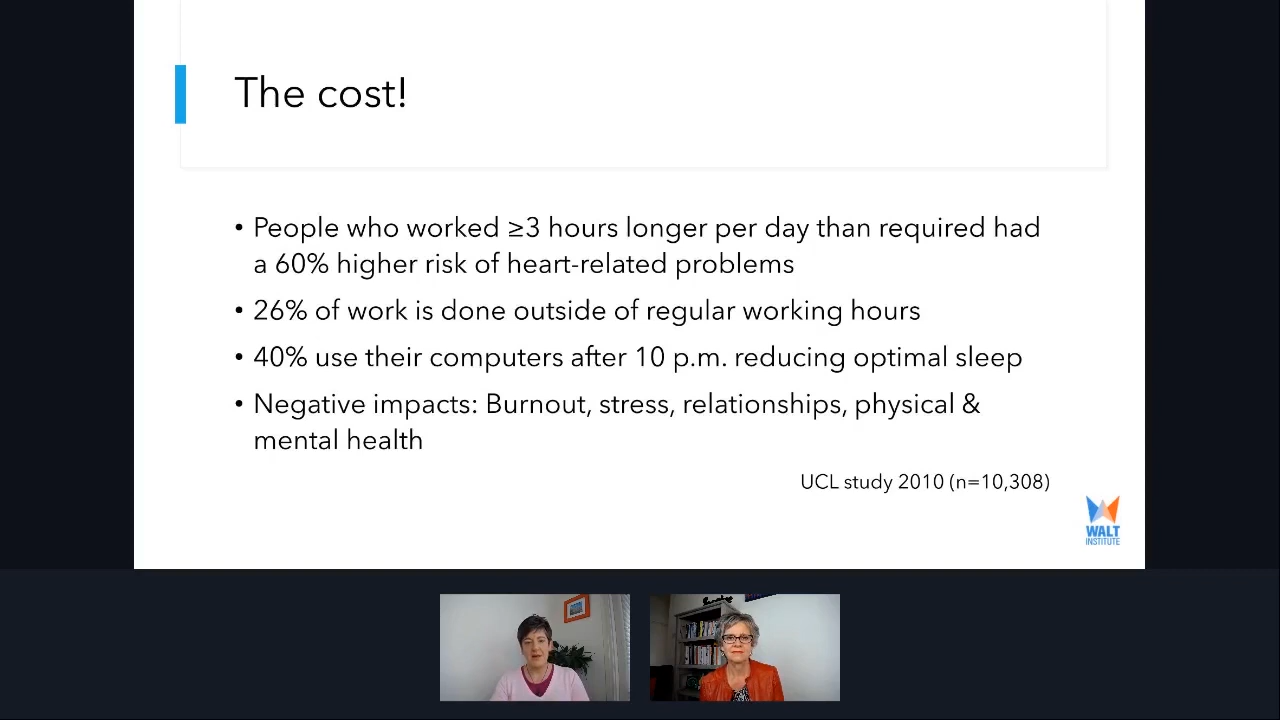 The cost!
• People who worked ≥3 hours longer per day than required had
a 60% higher risk of heart-related problems
• 26% of work is done outside of regular working hours
• 40% use their computers after 10 p.m. reducing optimal sleep
• Negative impacts: Burnout, stress, relationships, physical &
mental health
UCL study 2010 (n=10,308)
WALT
INSTITUTE